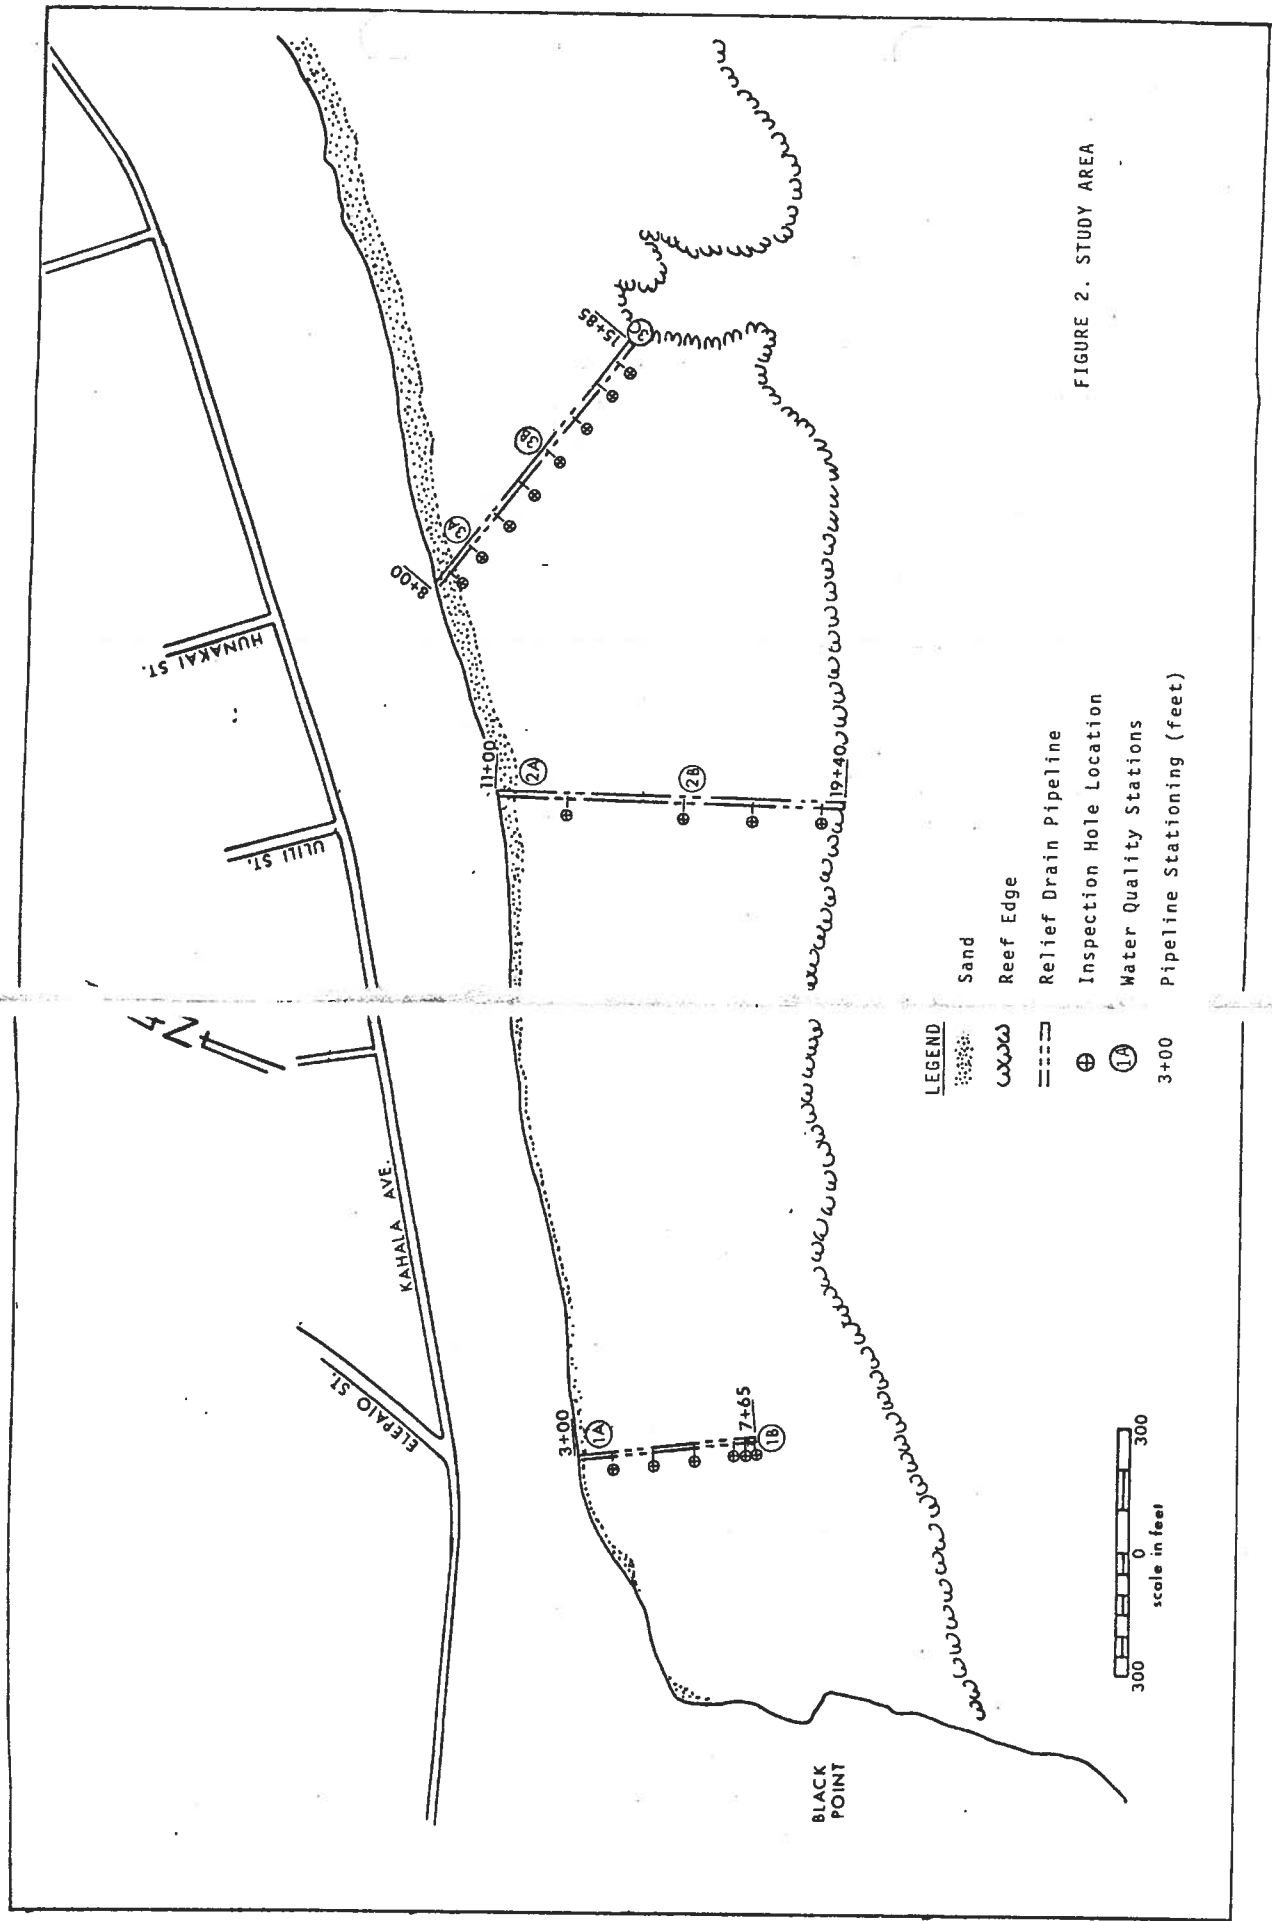 BLACK
POINT
ELEPAIO ST.
KAHALA AVE.
ULILI ST.
HUNAKAI ST.
N
3+00
1A
7+65
1B
11+00
2A
2B
19+40
8+00
3A
3B
15+85
LEGEND
Sand
Reef Edge
Relief Drain Pipeline
Inspection Hole Location
1A Water Quality Stations
3+00 Pipeline Stationing (feet)
300 0 300
scale in feet
FIGURE 2. STUDY AREA